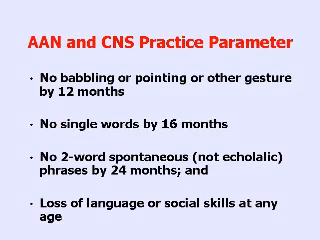 AAN and CNS Practice Parameter
• No babbling or pointing or other gesture
by 12 months
• No single words by 16 months
• No 2-word spontaneous (not echolalic)
phrases by 24 months; and
• Loss of language or social skills at any
age